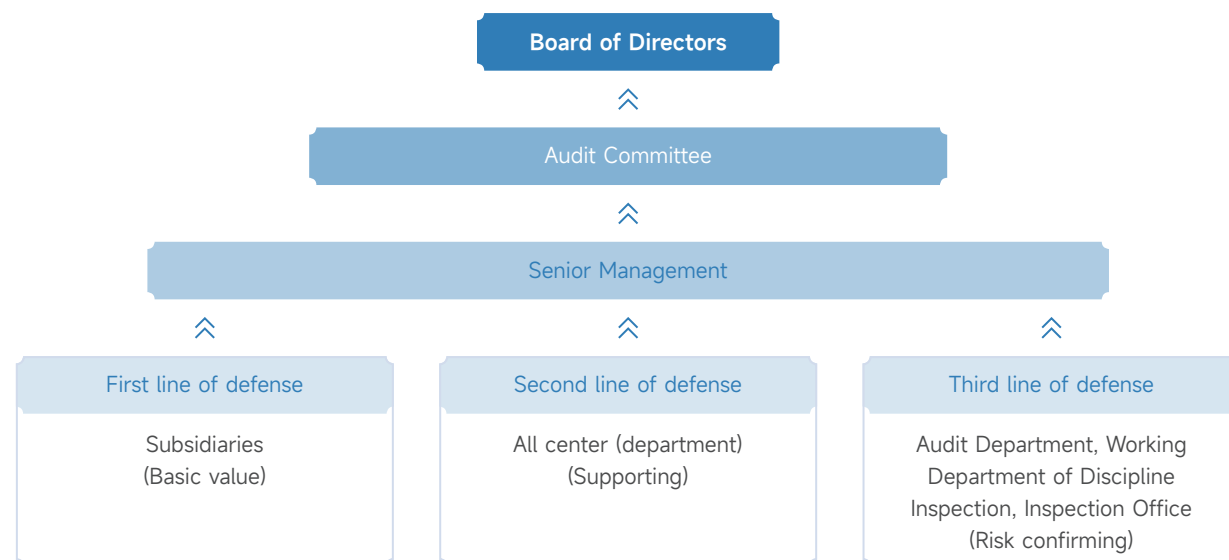 Board of Directors
Audit Committee
Senior Management
First line of defense
Subsidiaries
(Basic value)
Second line of defense
All center (department)
(Supporting)
Third line of defense
Audit Department, Working
Department of Discipline
Inspection, Inspection Office
(Risk confirming)